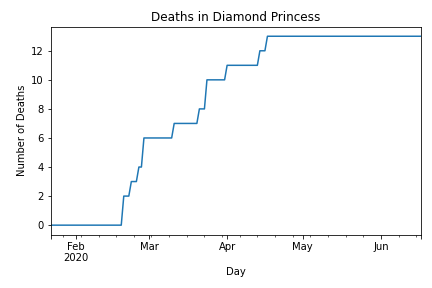 Deaths in Diamond Princess
Number of Deaths
12
10
8
6
4
2
0
Feb
2020
Mar
Apr
May
Jun
Day